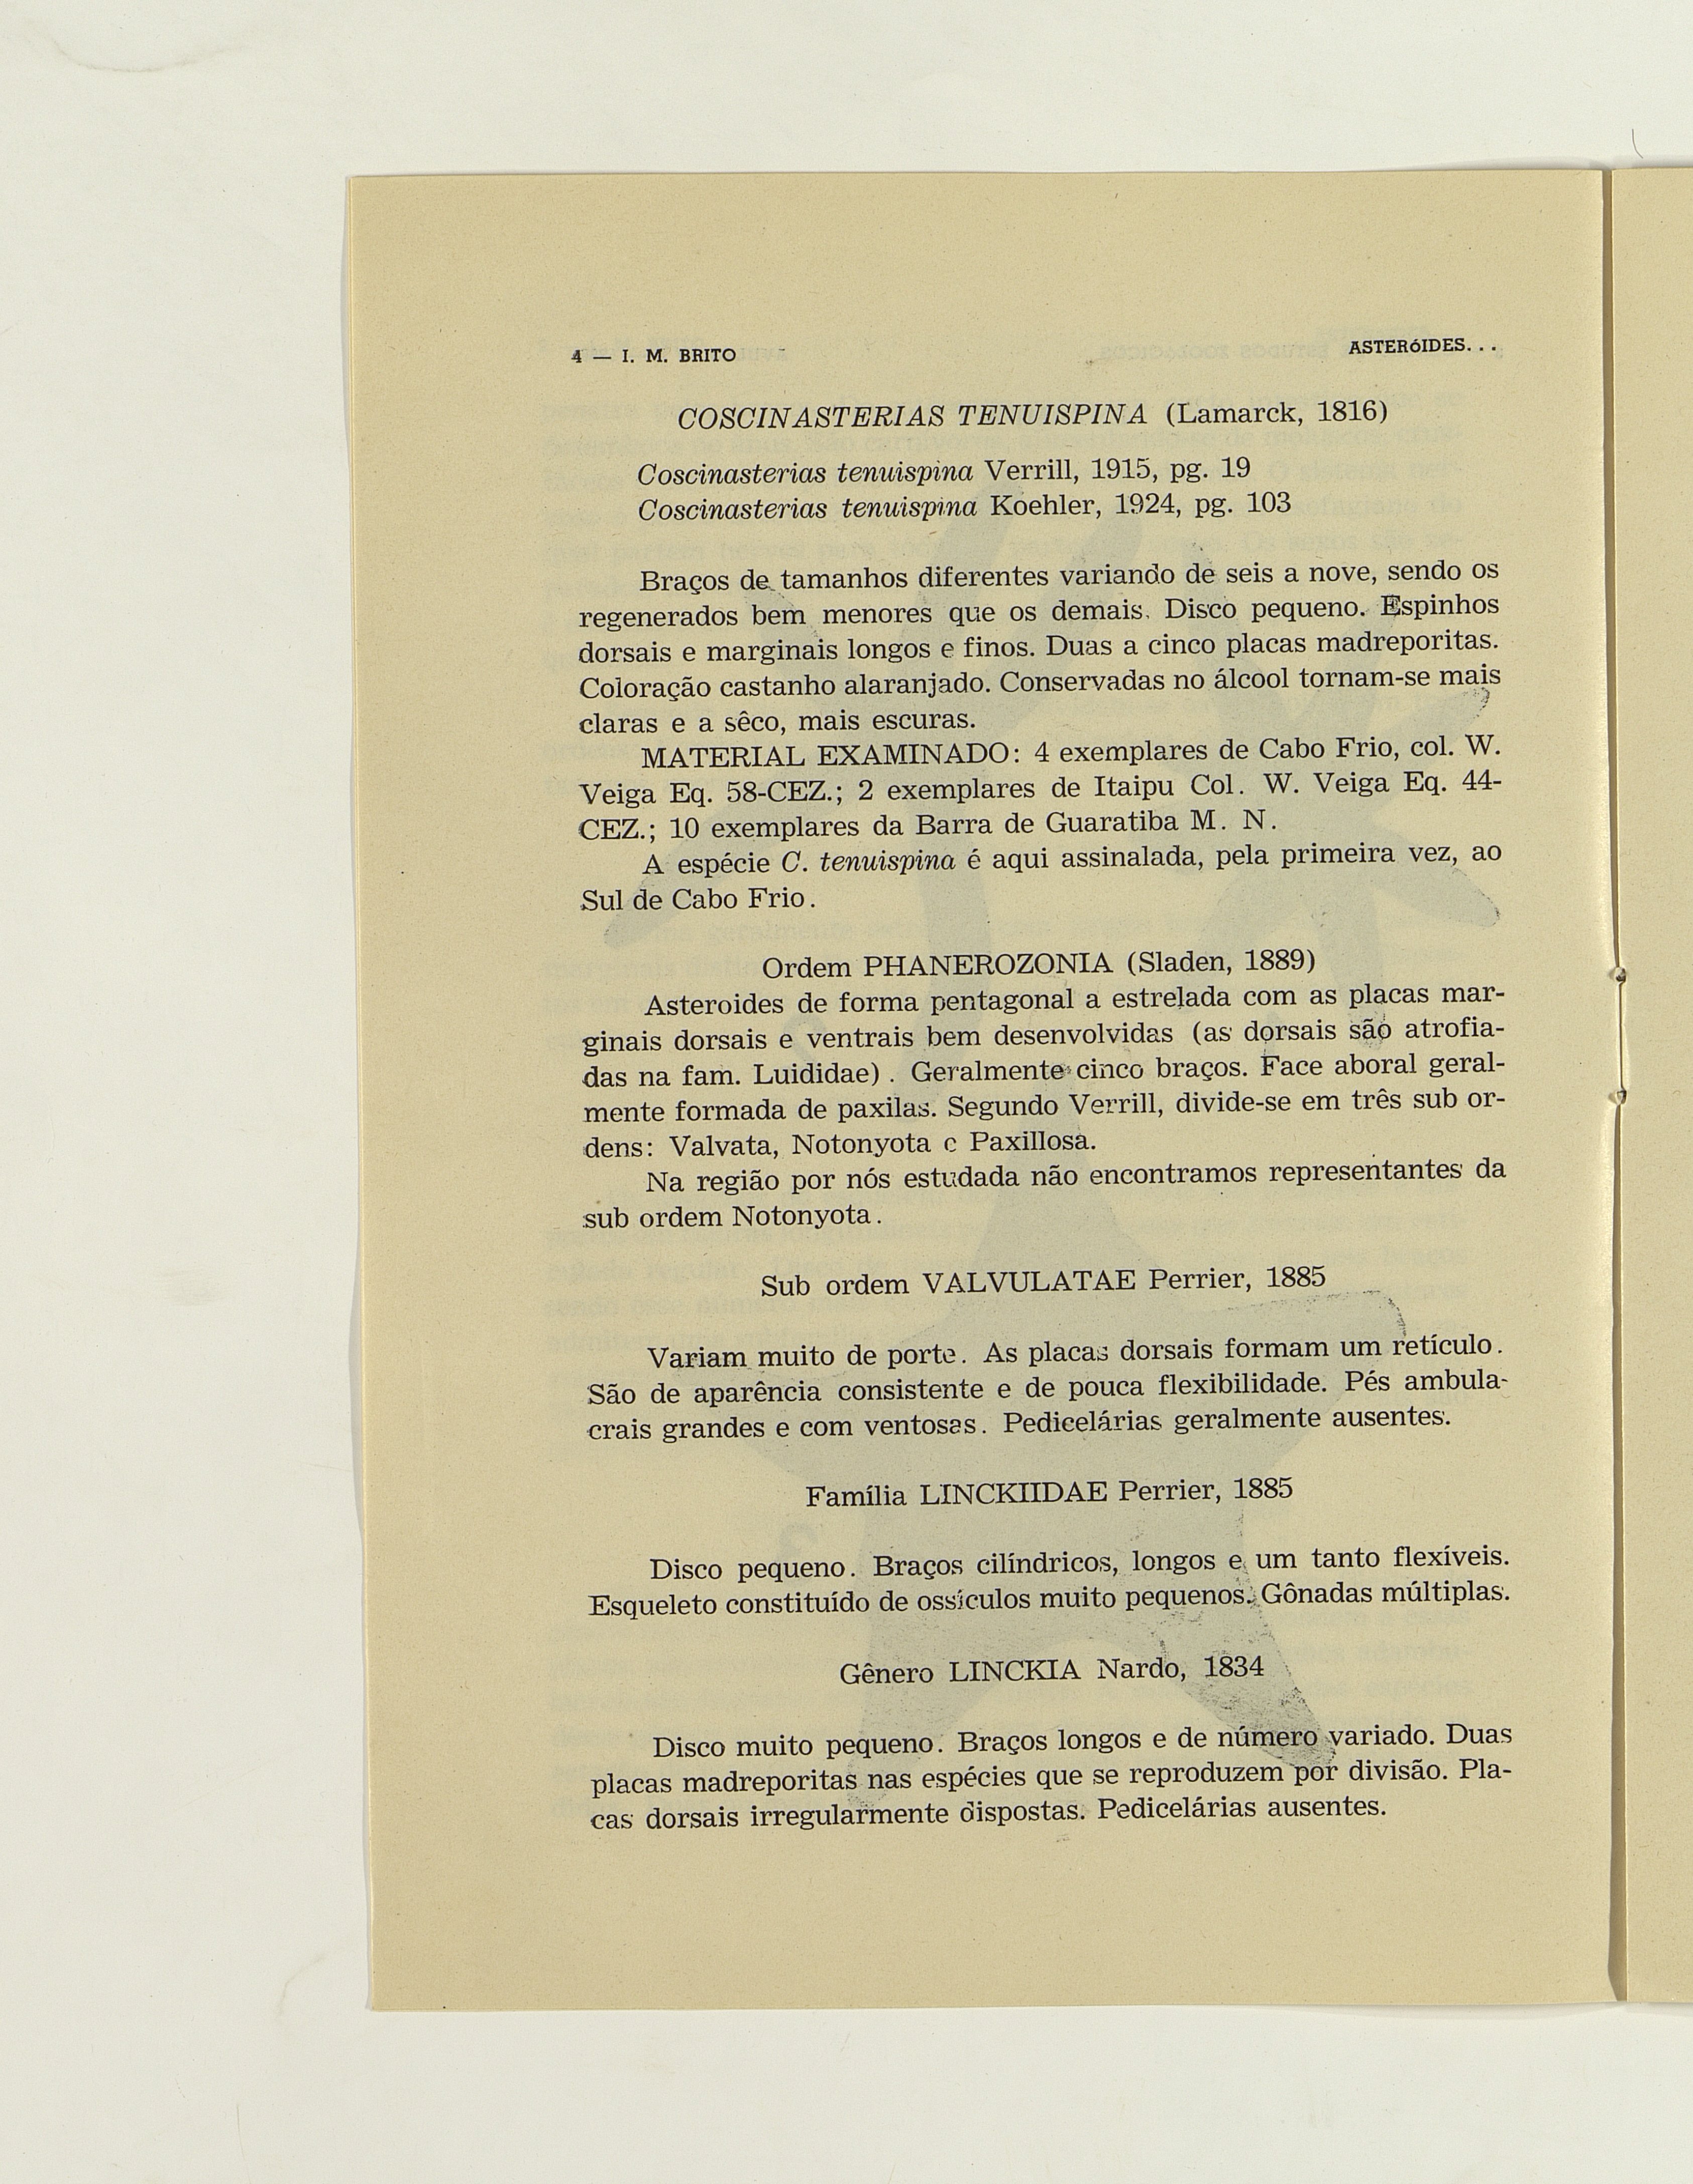 4 — I. M. BRITO ASTERóIDES...
COSCINASTERIAS TENUISPINA (Lamarck, 1816)
Coscinasterias tenuispina Verrill, 1915, pg. 19
Coscinasterias tenuispina Koehler, 1924, pg. 103
Braços de tamanhos diferentes variando de seis a nove, sendo os
regenerados bem menores que os demais. Disco pequeno. Espinhos
dorsais e marginais longos e finos. Duas a cinco placas madreporitas.
Coloração castanho alaranjado. Conservadas no álcool tornam-se mais
claras e a sêco, mais escuras.
MATERIAL EXAMINADO: 4 exemplares de Cabo Frio, col. W.
Veiga Eq. 58-CEZ.; 2 exemplares de Itaipu Col. W. Veiga Eq. 44-
CEZ.; 10 exemplares da Barra de Guaratiba M. N.
A espécie C. tenuispina é aqui assinalada, pela primeira vez, ao
Sul de Cabo Frio.
Ordem PHANEROZONIA (Sladen, 1889)
Asteroides de forma pentagonal a estrelada com as placas mar-
ginais dorsais e ventrais bem desenvolvidas (as dorsais são atrofia-
das na fam. Luididae). Geralmente cinco braços. Face aboral geral-
mente formada de paxilas. Segundo Verrill, divide-se em três sub or-
dens: Valvata, Notonyota e Paxillosa.
Na região por nós estudada não encontramos representantes da
sub ordem Notonyota.
Sub ordem VALVULATAE Perrier, 1885
Variam muito de porte. As placas dorsais formam um retículo.
São de aparência consistente e de pouca flexibilidade. Pés ambula-
crais grandes e com ventosas. Pedicelárias geralmente ausentes.
Família LINCKIIDAE Perrier, 1885
Disco pequeno. Braços cilíndricos, longos e um tanto flexíveis.
Esqueleto constituído de ossículos muito pequenos. Gônadas múltiplas.
Gênero LINCKIA Nardo, 1834
Disco muito pequeno. Braços longos e de número variado. Duas
placas madreporitas nas espécies que se reproduzem por divisão. Pla-
cas dorsais irregularmente dispostas. Pedicelárias ausentes.